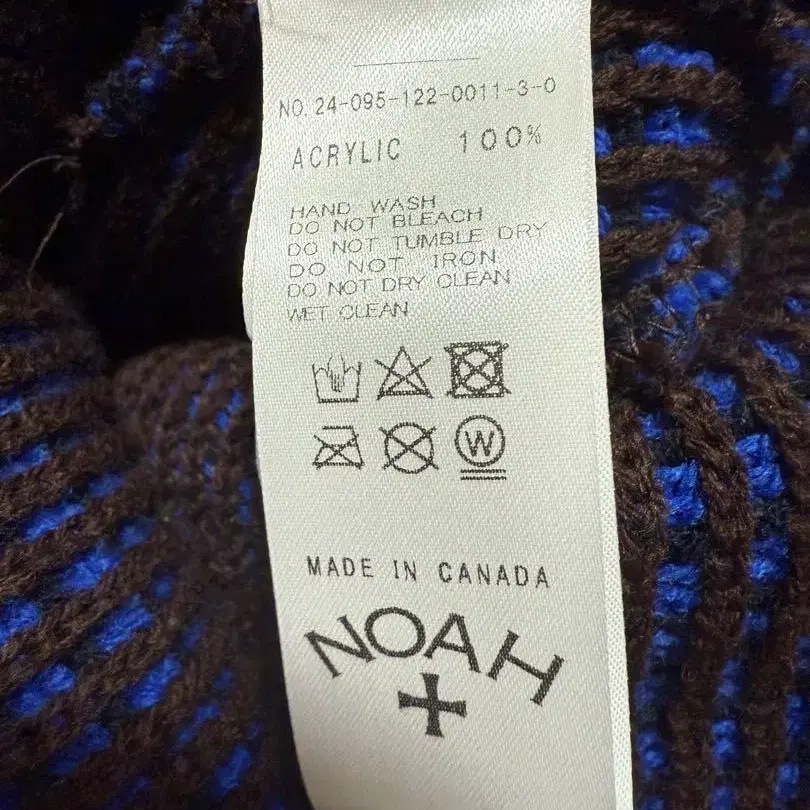 NO. 24-095-122-0011-3-0
ACRYLIC 100%
HAND WASH
DO NOT BLEACH
DO NOT TUMBLE DRY
DO NOT IRON
DO NOT DRY CLEAN
WET CLEAN
W
MADE IN CANADA
NOAH